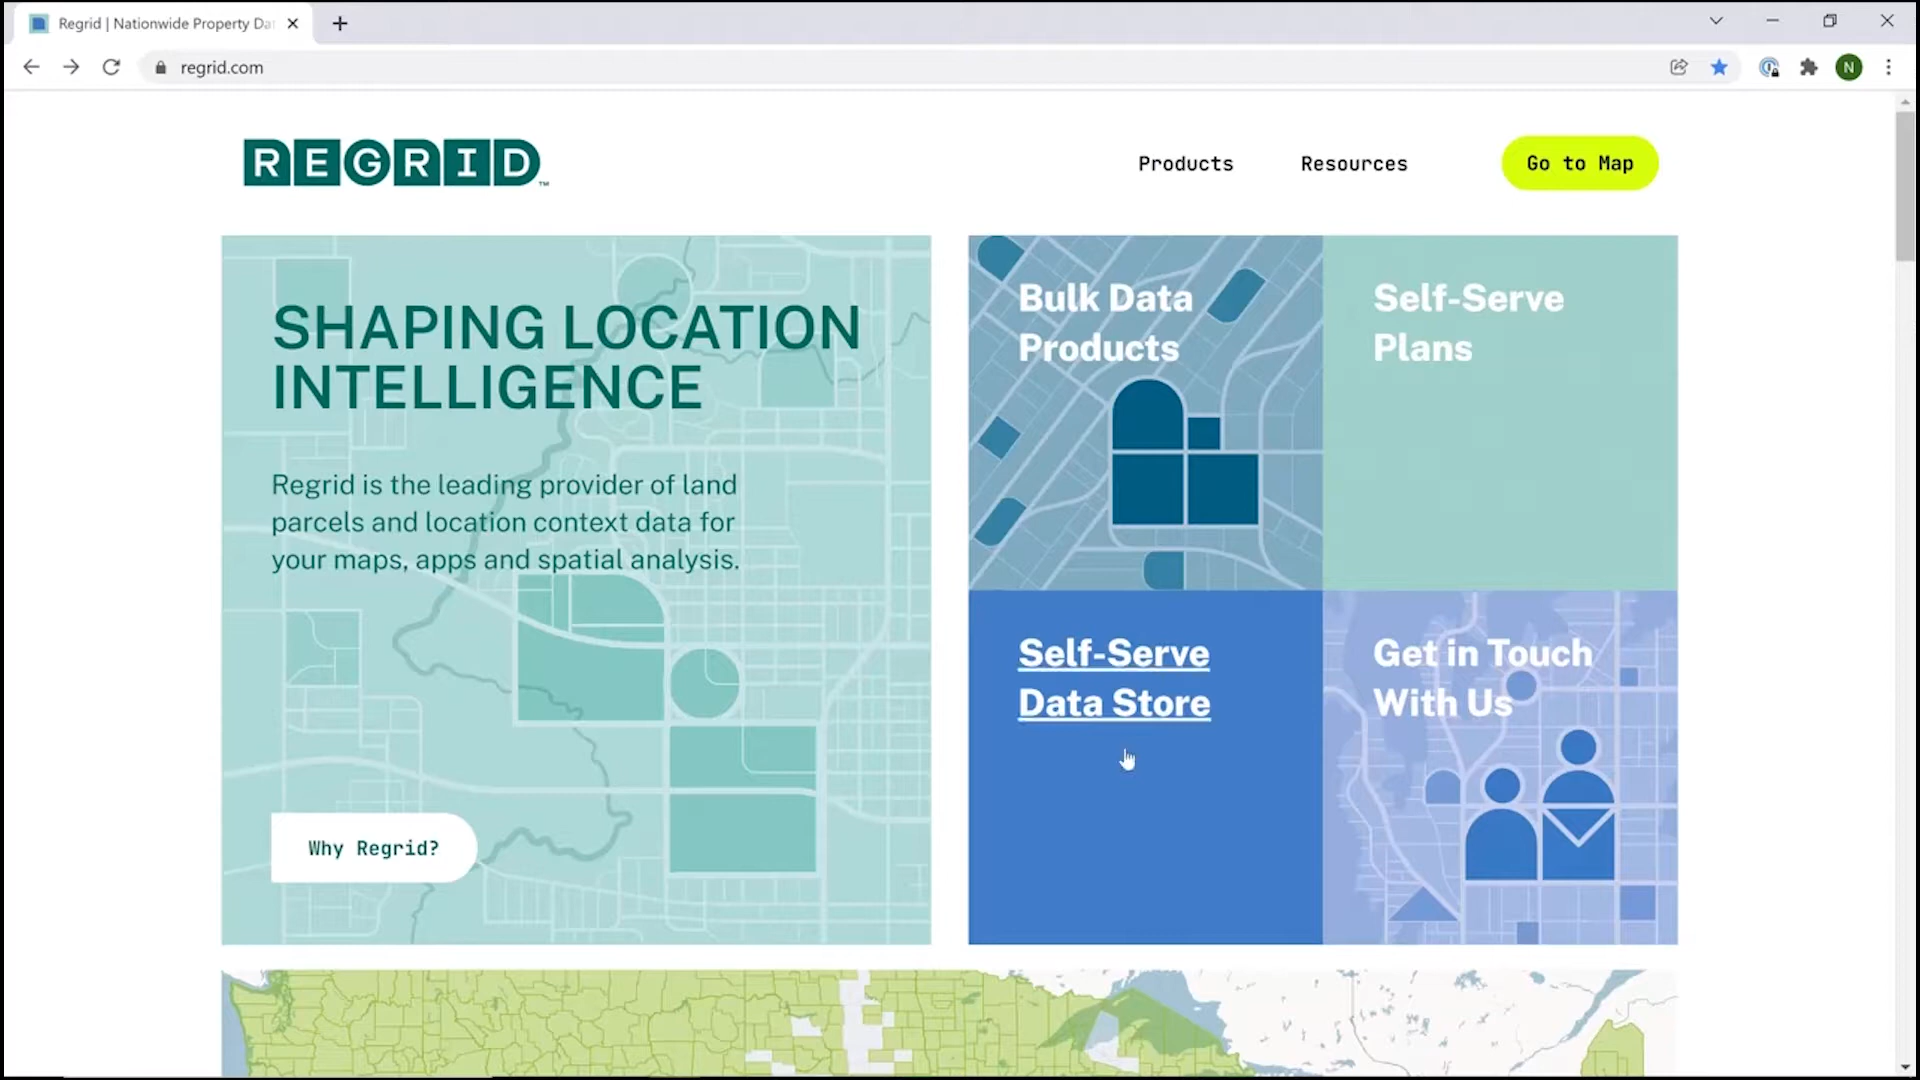 Regrid | Nationwide Property Da
regrid.com
N
REGRID™
Products
Resources
Go to Map
SHAPING LOCATION
INTELLIGENCE
Regrid is the leading provider of land
parcels and location context data for
your maps, apps and spatial analysis.
Why Regrid?
Bulk Data
Products
Self-Serve
Plans
Self-Serve
Data Store
Get in Touch
With Us